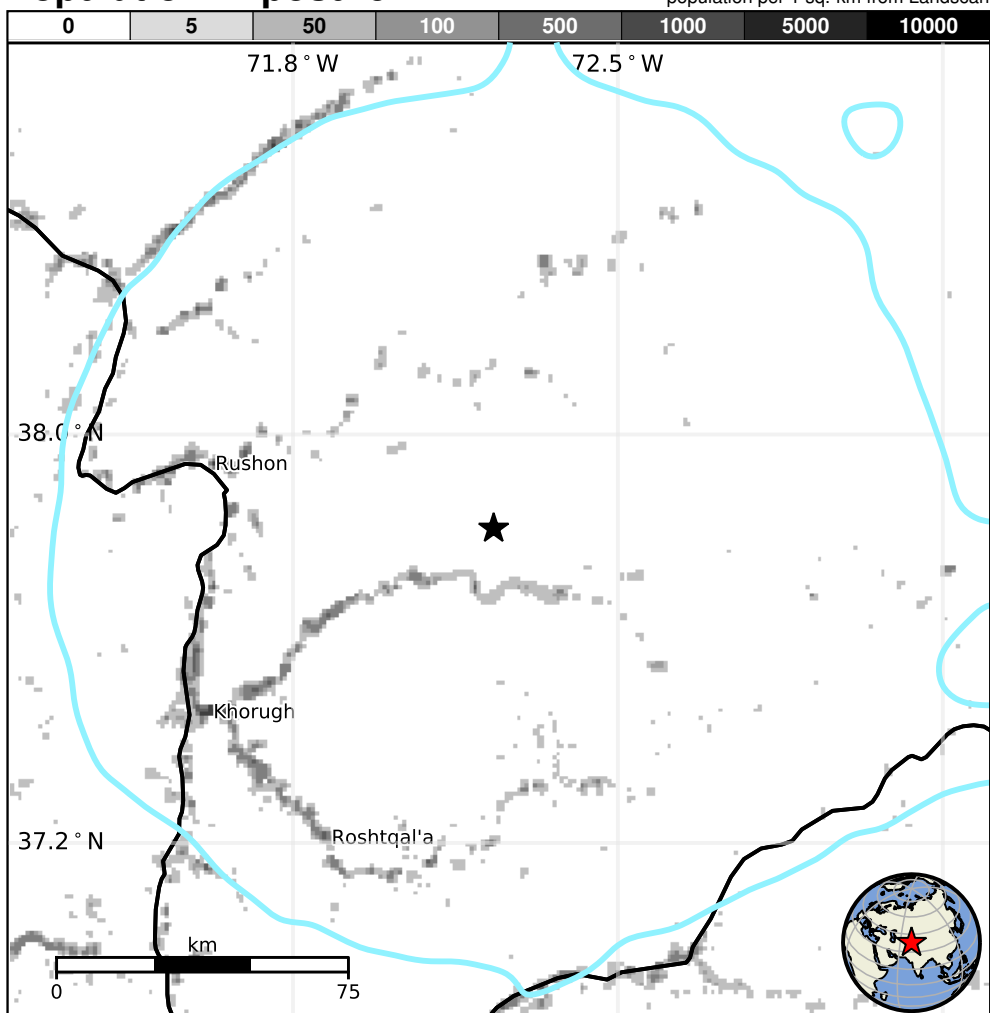 population per 1 sq. km from Landscan
0 5 50 100 500 1000 5000 10000
71.8°W 72.5°W
38.0°N
Rushon
Khorugh
Roshtqal'a
37.2°N
km
0 75